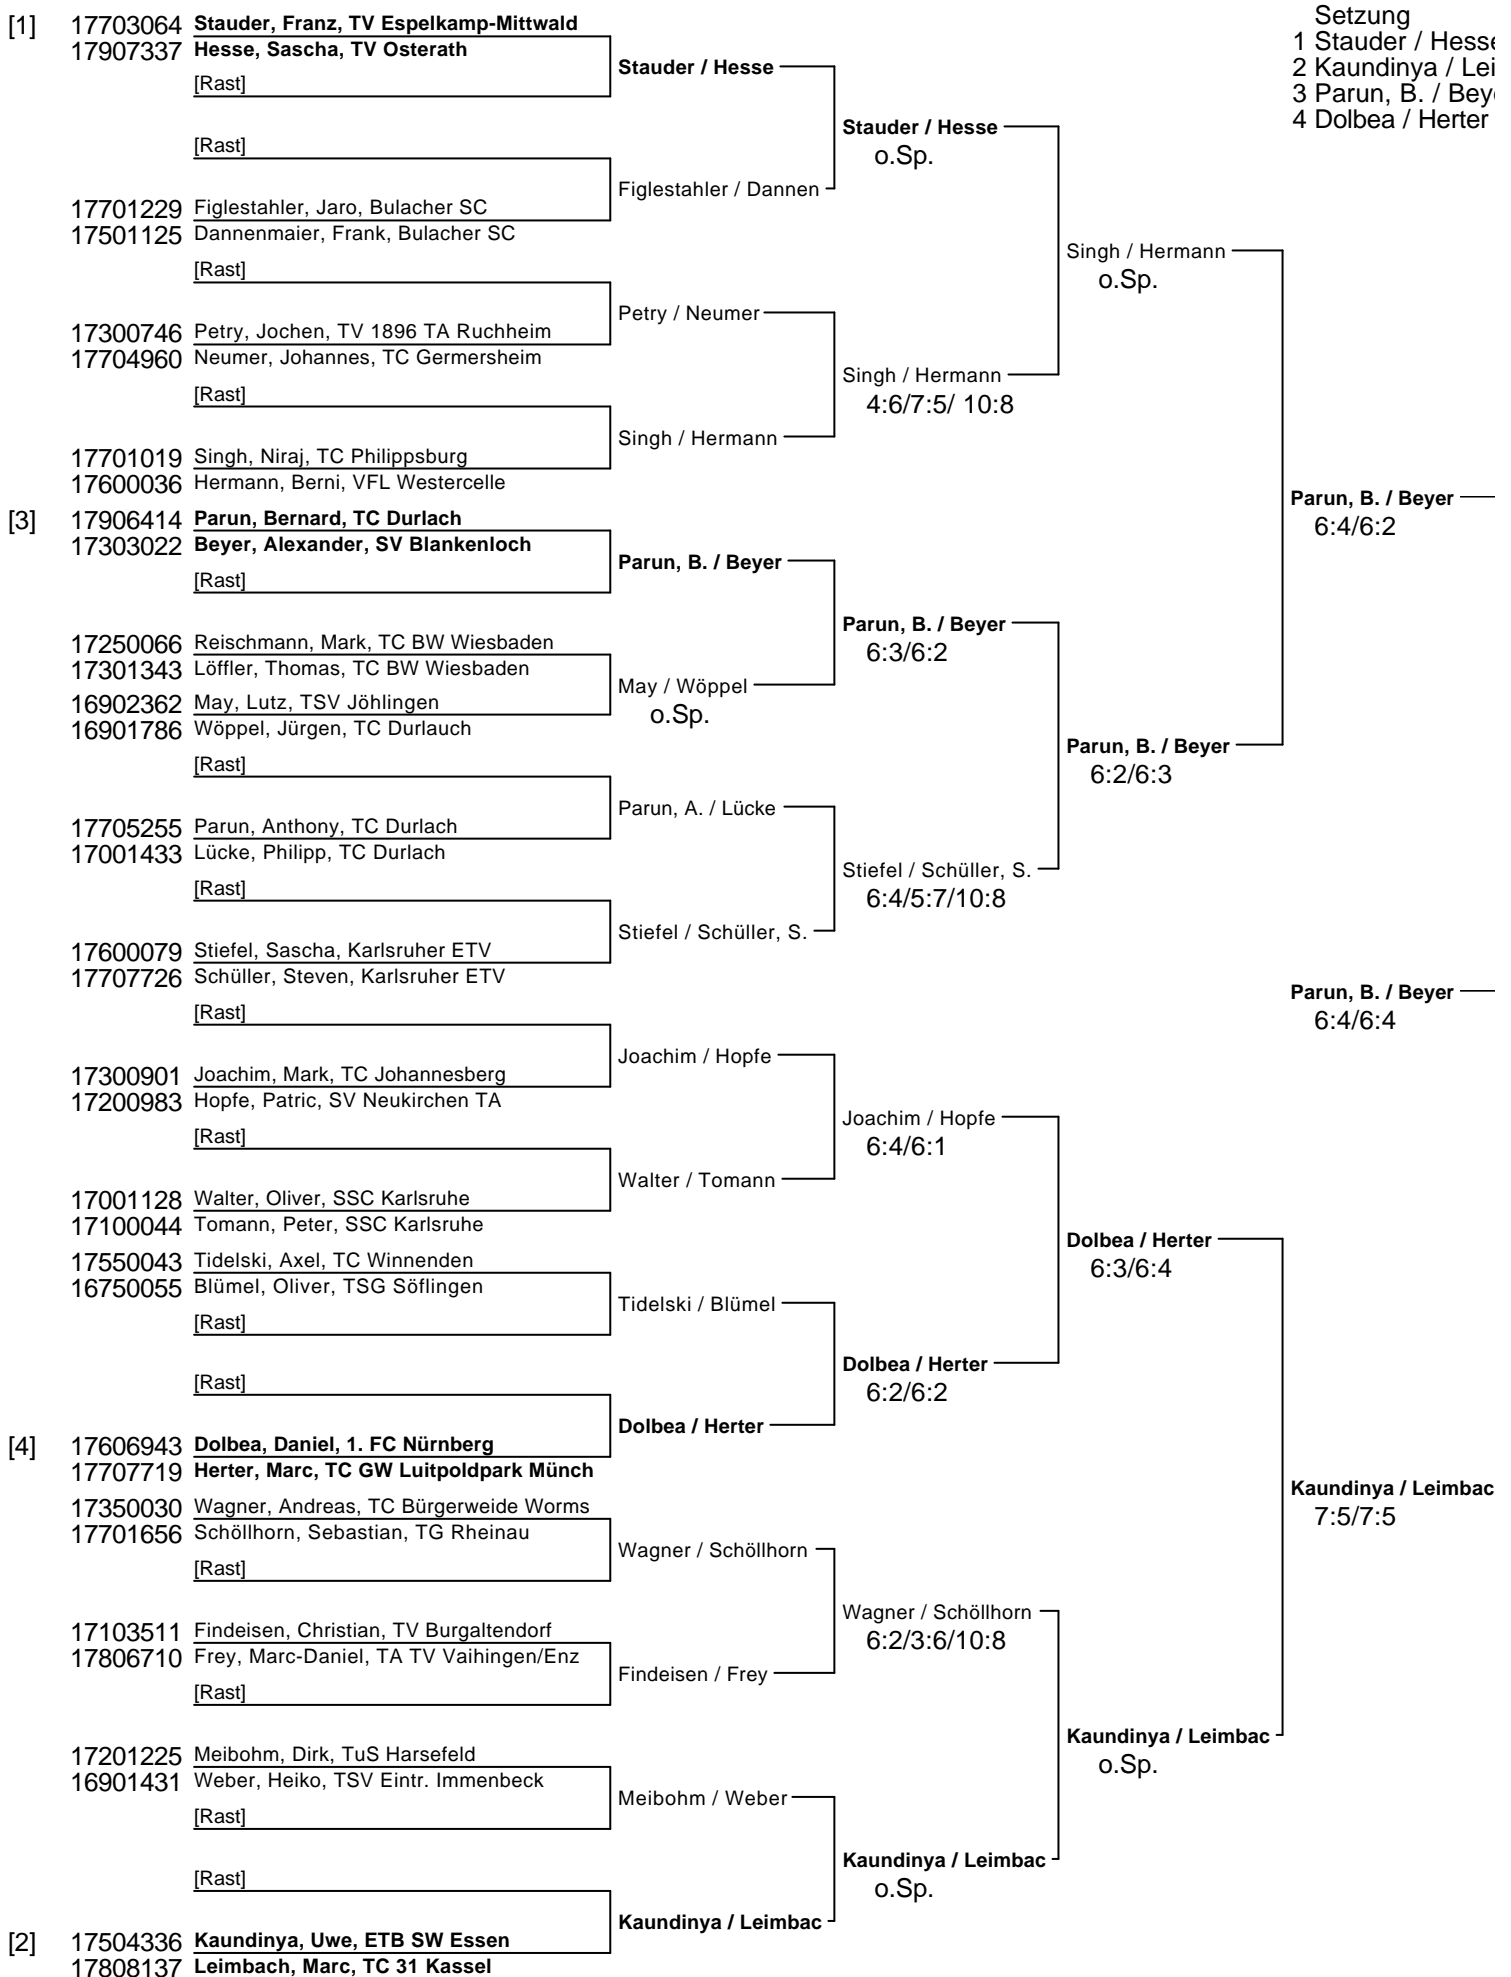 Setzung
1 Stauder / Hesse
2 Kaundinya / Lei
3 Parun, B. / Bey
4 Dolbea / Herter
[1] 17703064 Stauder, Franz, TV Espelkamp-Mittwald
17907337 Hesse, Sascha, TV Osterath
Stauder / Hesse
[Rast]
Stauder / Hesse
o.Sp.
[Rast]
Figlestahler / Dannen
17701229 Figlestahler, Jaro, Bulacher SC
17501125 Dannenmaier, Frank, Bulacher SC
Singh / Hermann
o.Sp.
[Rast]
Petry / Neumer
17300746 Petry, Jochen, TV 1896 TA Ruchheim
17704960 Neumer, Johannes, TC Germersheim
Singh / Hermann
4:6/7:5/ 10:8
[Rast]
Singh / Hermann
17701019 Singh, Niraj, TC Philippsburg
17600036 Hermann, Berni, VFL Westercelle
Parun, B. / Beyer
6:4/6:2
[3] 17906414 Parun, Bernard, TC Durlach
17303022 Beyer, Alexander, SV Blankenloch
Parun, B. / Beyer
[Rast]
Parun, B. / Beyer
6:3/6:2
17250066 Reischmann, Mark, TC BW Wiesbaden
17301343 Löffler, Thomas, TC BW Wiesbaden
May / Wöppel
o.Sp.
16902362 May, Lutz, TSV Jöhlingen
16901786 Wöppel, Jürgen, TC Durlauch
Parun, B. / Beyer
6:2/6:3
[Rast]
Parun, A. / Lücke
17705255 Parun, Anthony, TC Durlach
17001433 Lücke, Philipp, TC Durlach
Stiefel / Schüller, S.
6:4/5:7/10:8
[Rast]
Stiefel / Schüller, S.
17600079 Stiefel, Sascha, Karlsruher ETV
17707726 Schüller, Steven, Karlsruher ETV
Parun, B. / Beyer
6:4/6:4
[Rast]
Joachim / Hopfe
17300901 Joachim, Mark, TC Johannesberg
17200983 Hopfe, Patric, SV Neukirchen TA
Joachim / Hopfe
6:4/6:1
[Rast]
Walter / Tomann
17001128 Walter, Oliver, SSC Karlsruhe
17100044 Tomann, Peter, SSC Karlsruhe
Dolbea / Herter
6:3/6:4
17550043 Tidelski, Axel, TC Winnenden
16750055 Blümel, Oliver, TSG Söflingen
Tidelski / Blümel
[Rast]
Dolbea / Herter
6:2/6:2
[Rast]
Dolbea / Herter
[4] 17606943 Dolbea, Daniel, 1. FC Nürnberg
17707719 Herter, Marc, TC GW Luitpoldpark Münch
Kaundinya / Leimbac
7:5/7:5
17350030 Wagner, Andreas, TC Bürgerweide Worms
17701656 Schöllhorn, Sebastian, TG Rheinau
Wagner / Schöllhorn
[Rast]
Wagner / Schöllhorn
6:2/3:6/10:8
17103511 Findeisen, Christian, TV Burgaltendorf
17806710 Frey, Marc-Daniel, TA TV Vaihingen/Enz
Findeisen / Frey
[Rast]
Kaundinya / Leimbac
o.Sp.
17201225 Meibohm, Dirk, TuS Harsefeld
16901431 Weber, Heiko, TSV Eintr. Immenbeck
Meibohm / Weber
[Rast]
Kaundinya / Leimbac
o.Sp.
[Rast]
Kaundinya / Leimbac
[2] 17504336 Kaundinya, Uwe, ETB SW Essen
17808137 Leimbach, Marc, TC 31 Kassel